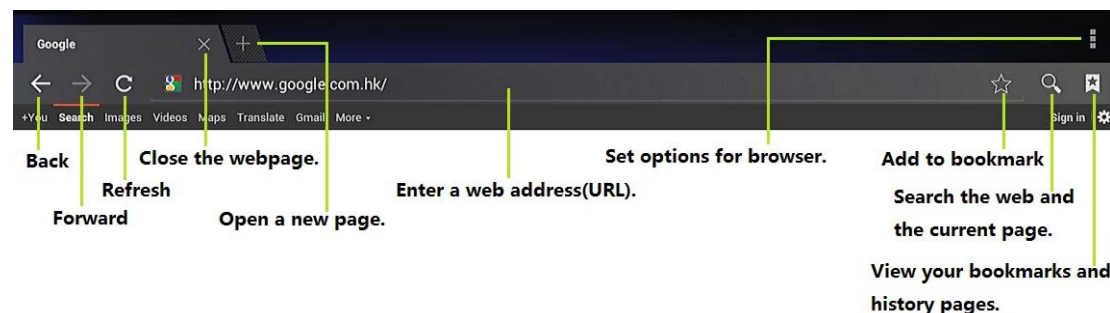 Google
http://www.google.com.hk/
+You Search Images Videos Maps Translate Gmail More
Sign in
Back
Close the webpage.
Set options for browser.
Add to bookmark
Refresh
Enter a web address(URL).
Search the web and
the current page.
Forward
Open a new page.
View your bookmarks and
history pages.